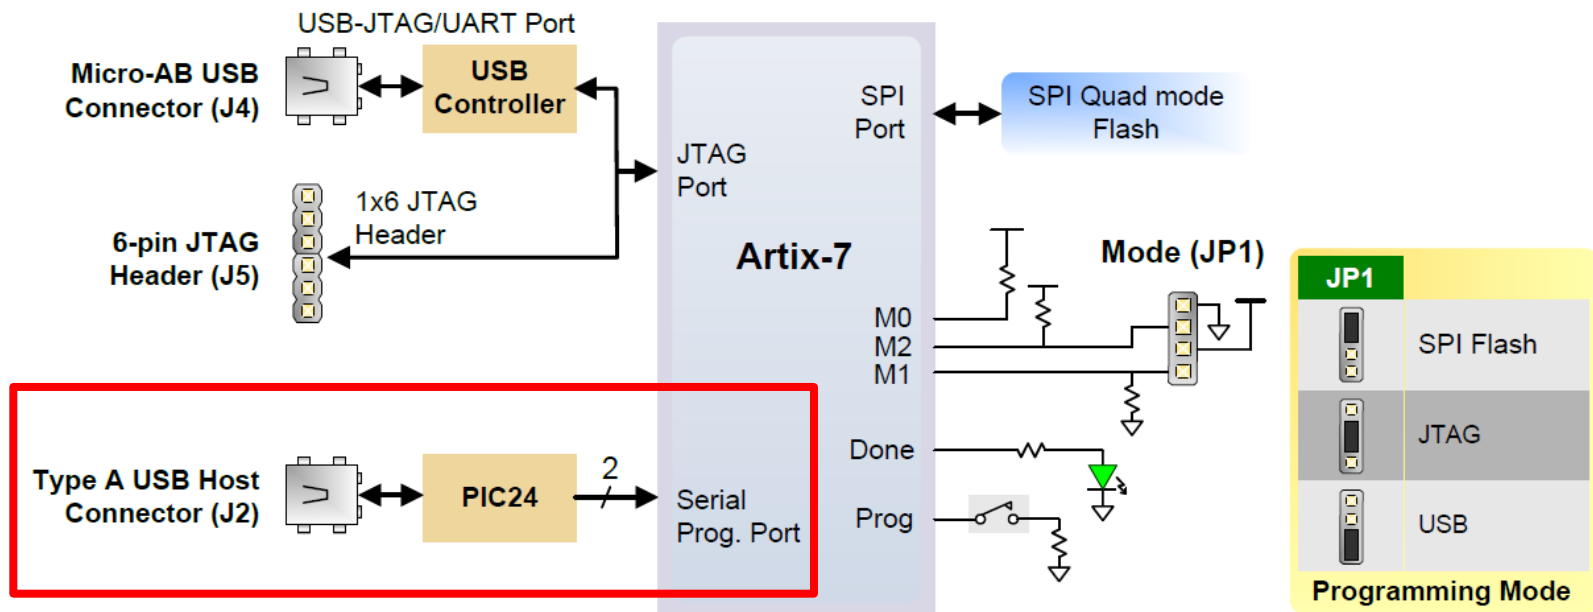 USB-JTAG/UART Port
Micro-AB USB
Connector (J4)
USB
Controller
SPI
Port
SPI Quad mode
Flash
JTAG
Port
6-pin JTAG
Header (J5)
1x6 JTAG
Header
Artix-7
Mode (JP1)
M0
M2
M1
JP1
SPI Flash
JTAG
USB
Programming Mode
Type A USB Host
Connector (J2)
PIC24
2
Serial
Prog. Port
Done
Prog